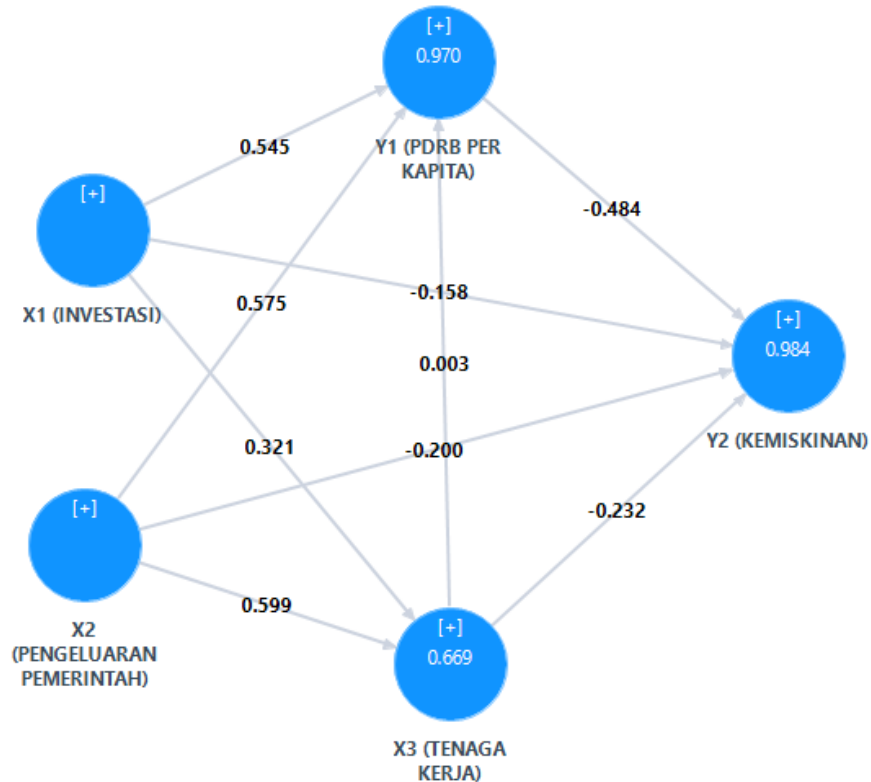 [+]
0.970
Y1 (PDRB PER
KAPITA)
0.545
[+]
X1 (INVESTASI)
-0.484
0.575
-0.158
0.003
[+]
0.984
Y2 (KEMISKINAN)
0.321
-0.200
[+]
X2
(PENGELUARAN
PEMERINTAH)
0.599
-0.232
[+]
0.669
X3 (TENAGA
KERJA)